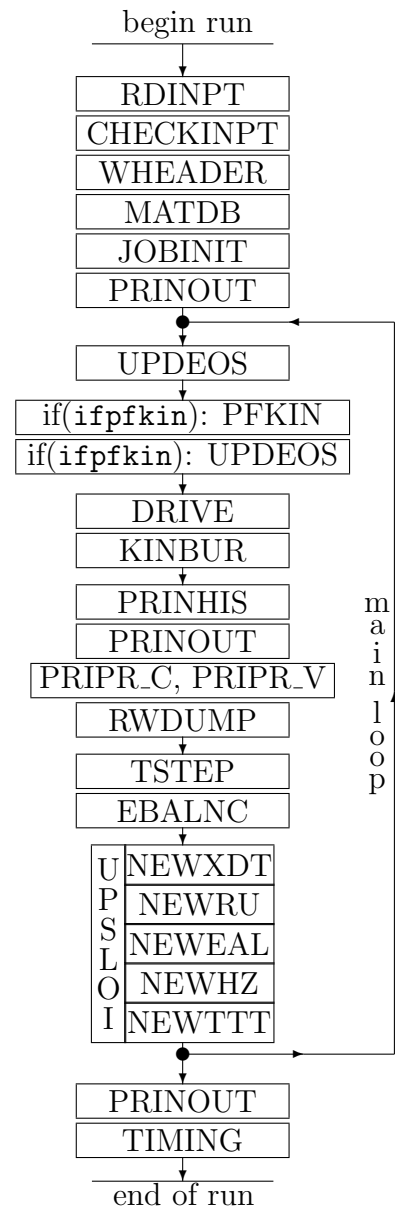 begin run
RDINPT
CHECKINPT
WHEADER
MATDB
JOBINIT
PRINOUT
UPDEOS
if(ifpfkin): PFKIN
if(ifpfkin): UPDEOS
DRIVE
KINBUR
PRINHIS
PRINOUT
PRIPR_C, PRIPR_V
RWDUMP
TSTEP
EBALNC
UPSLOI
NEWXDT
NEWRU
NEWEAL
NEWHZ
NEWTTT
PRINOUT
TIMING
end of run
main loop